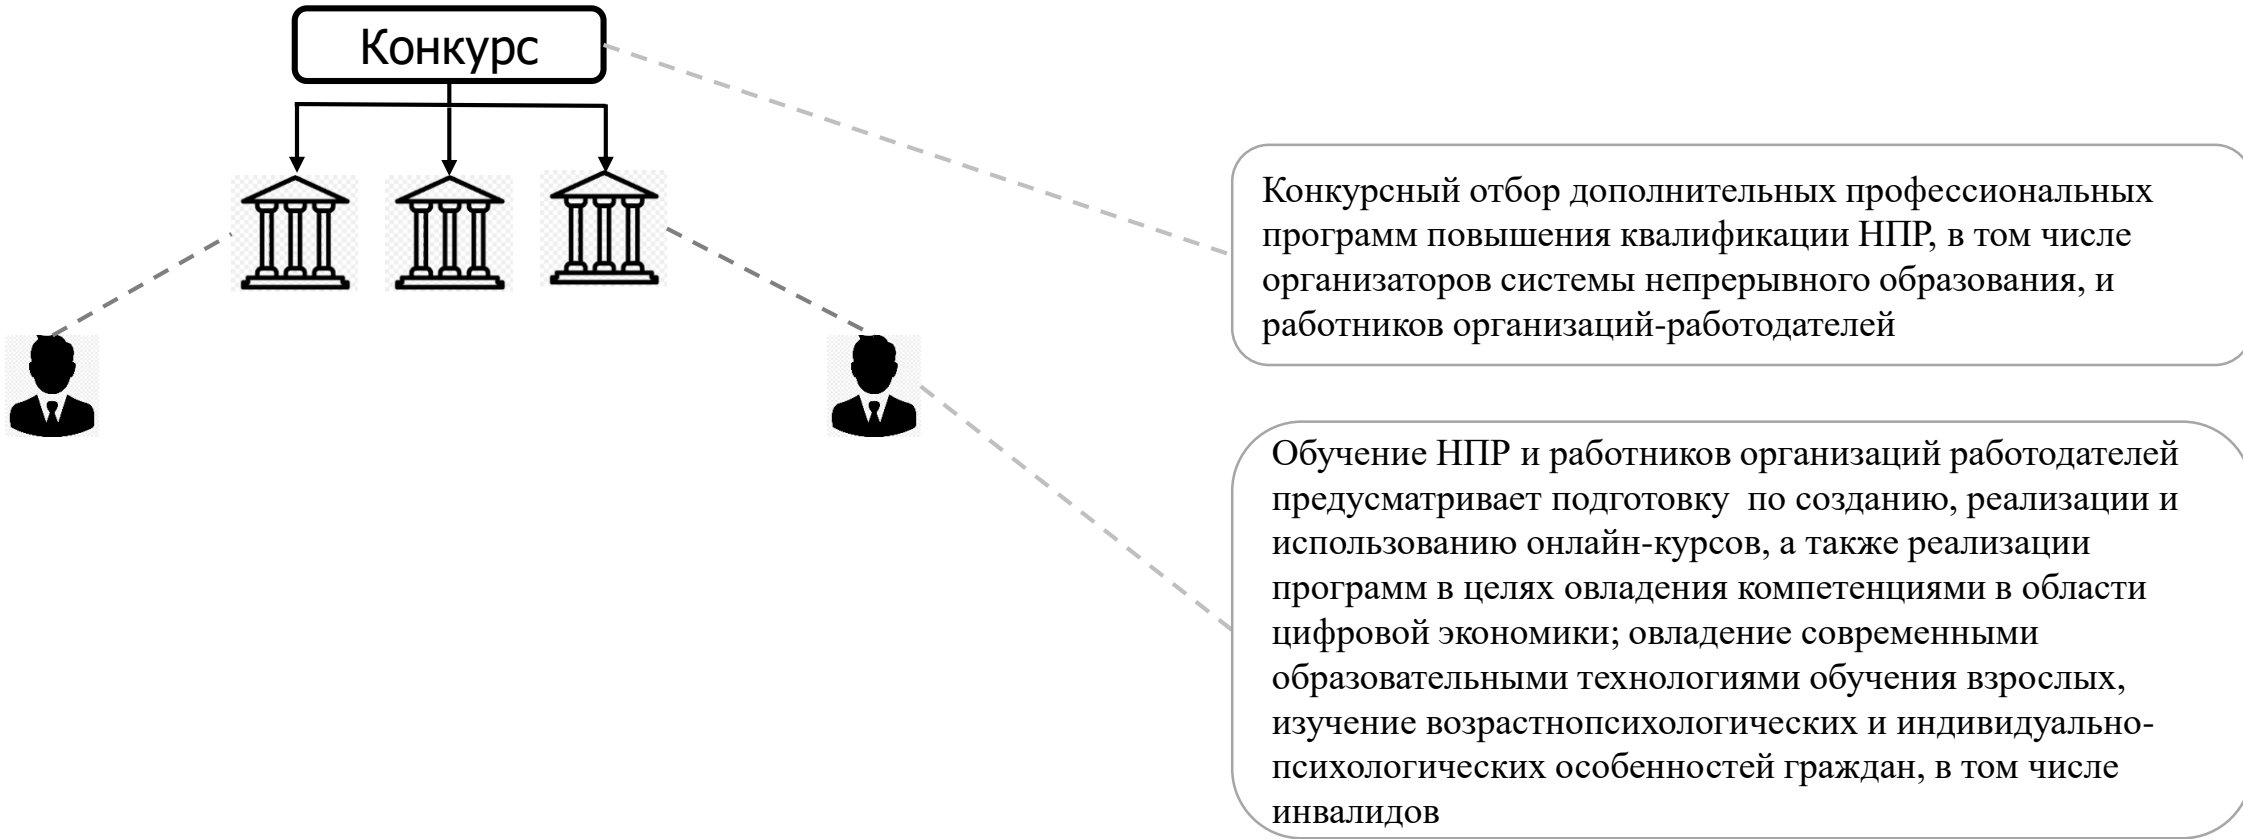 Конкурс
Конкурсный отбор дополнительных профессиональных
программ повышения квалификации НПР, в том числе
организаторов системы непрерывного образования, и
работников организаций-работодателей
Обучение НПР и работников организаций работодателей
предусматривает подготовку  по созданию, реализации и
использованию онлайн-курсов, а также реализации
программ в целях овладения компетенциями в области
цифровой экономики; овладение современными
образовательными технологиями обучения взрослых,
изучение возрастнопсихологических и индивидуально-
психологических особенностей граждан, в том числе
инвалидов